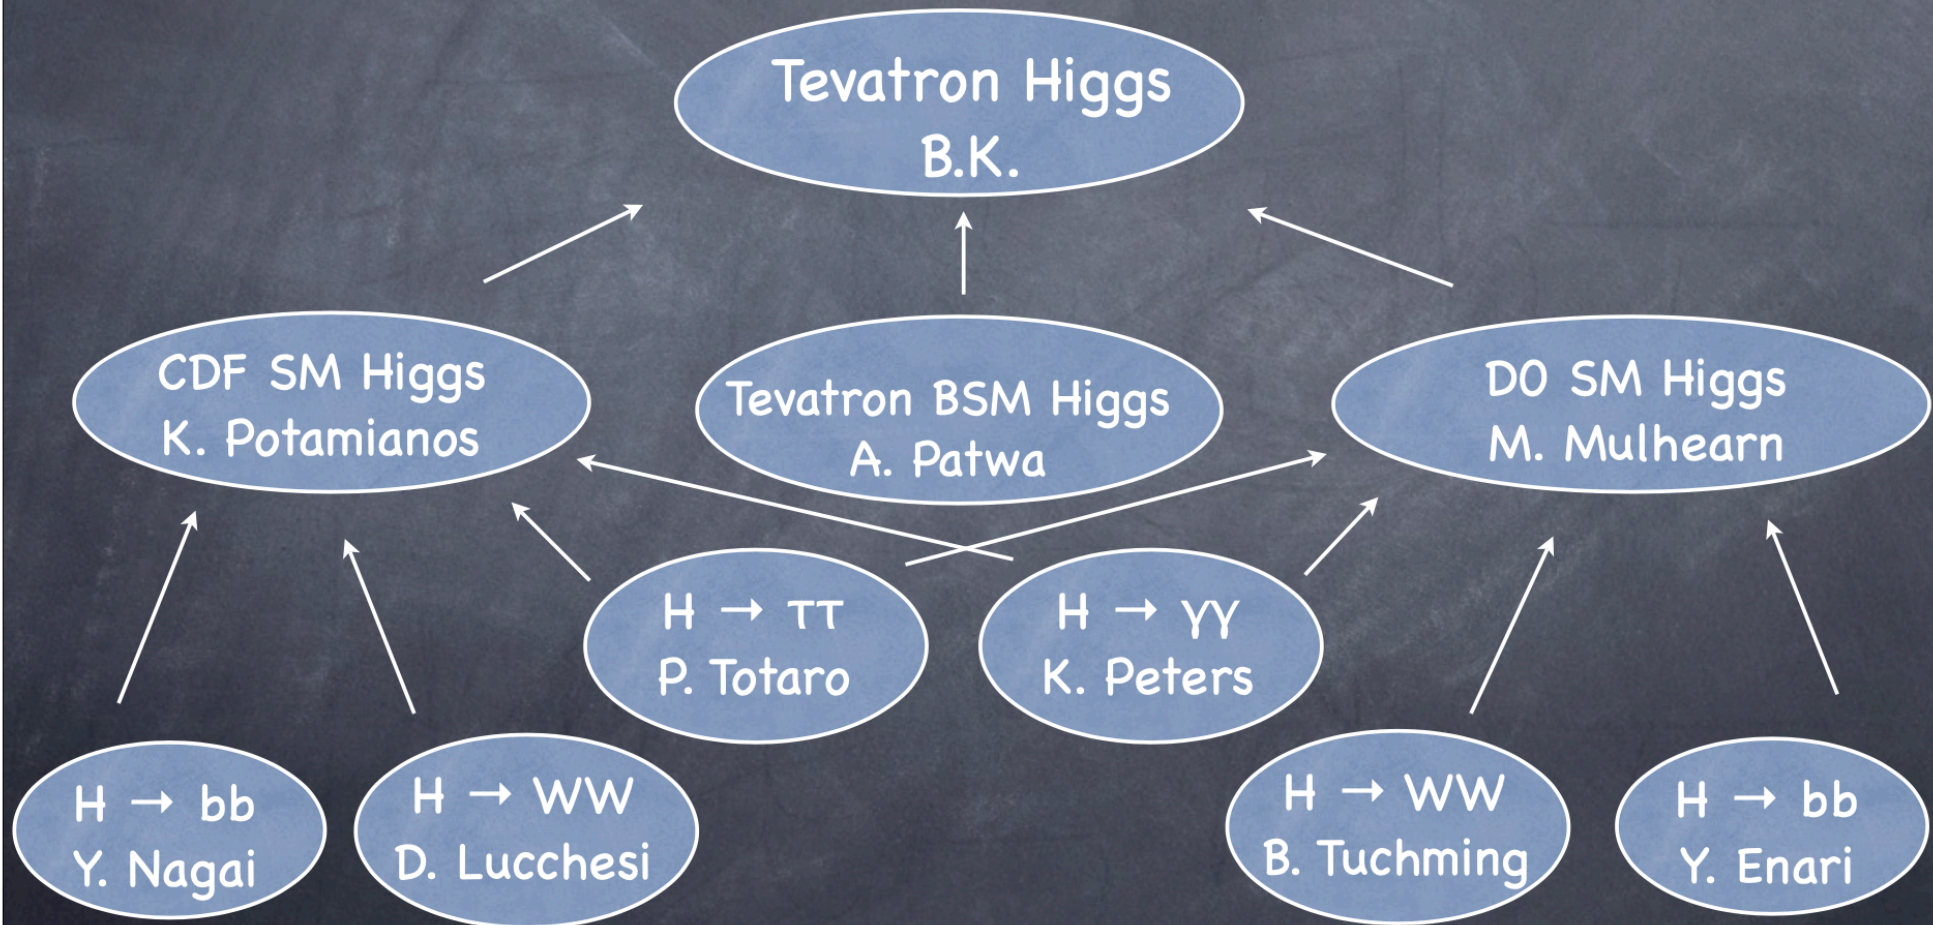 Tevatron Higgs
B.K.
CDF SM Higgs
K. Potamianos
Tevatron BSM Higgs
A. Patwa
D0 SM Higgs
M. Mulhearn
H → ττ
P. Totaro
H → γγ
K. Peters
H → bb
Y. Nagai
H → WW
D. Lucchesi
H → WW
B. Tuchming
H → bb
Y. Enari